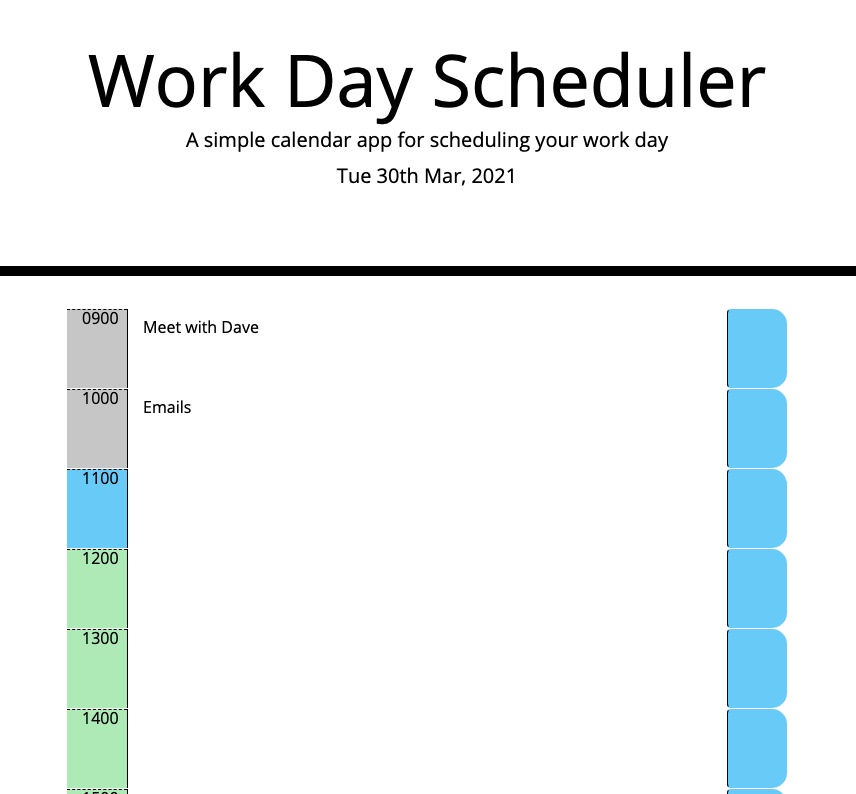 Work Day Scheduler
A simple calendar app for scheduling your work day
Tue 30th Mar, 2021
0900 Meet with Dave
1000 Emails
1100
1200
1300
1400